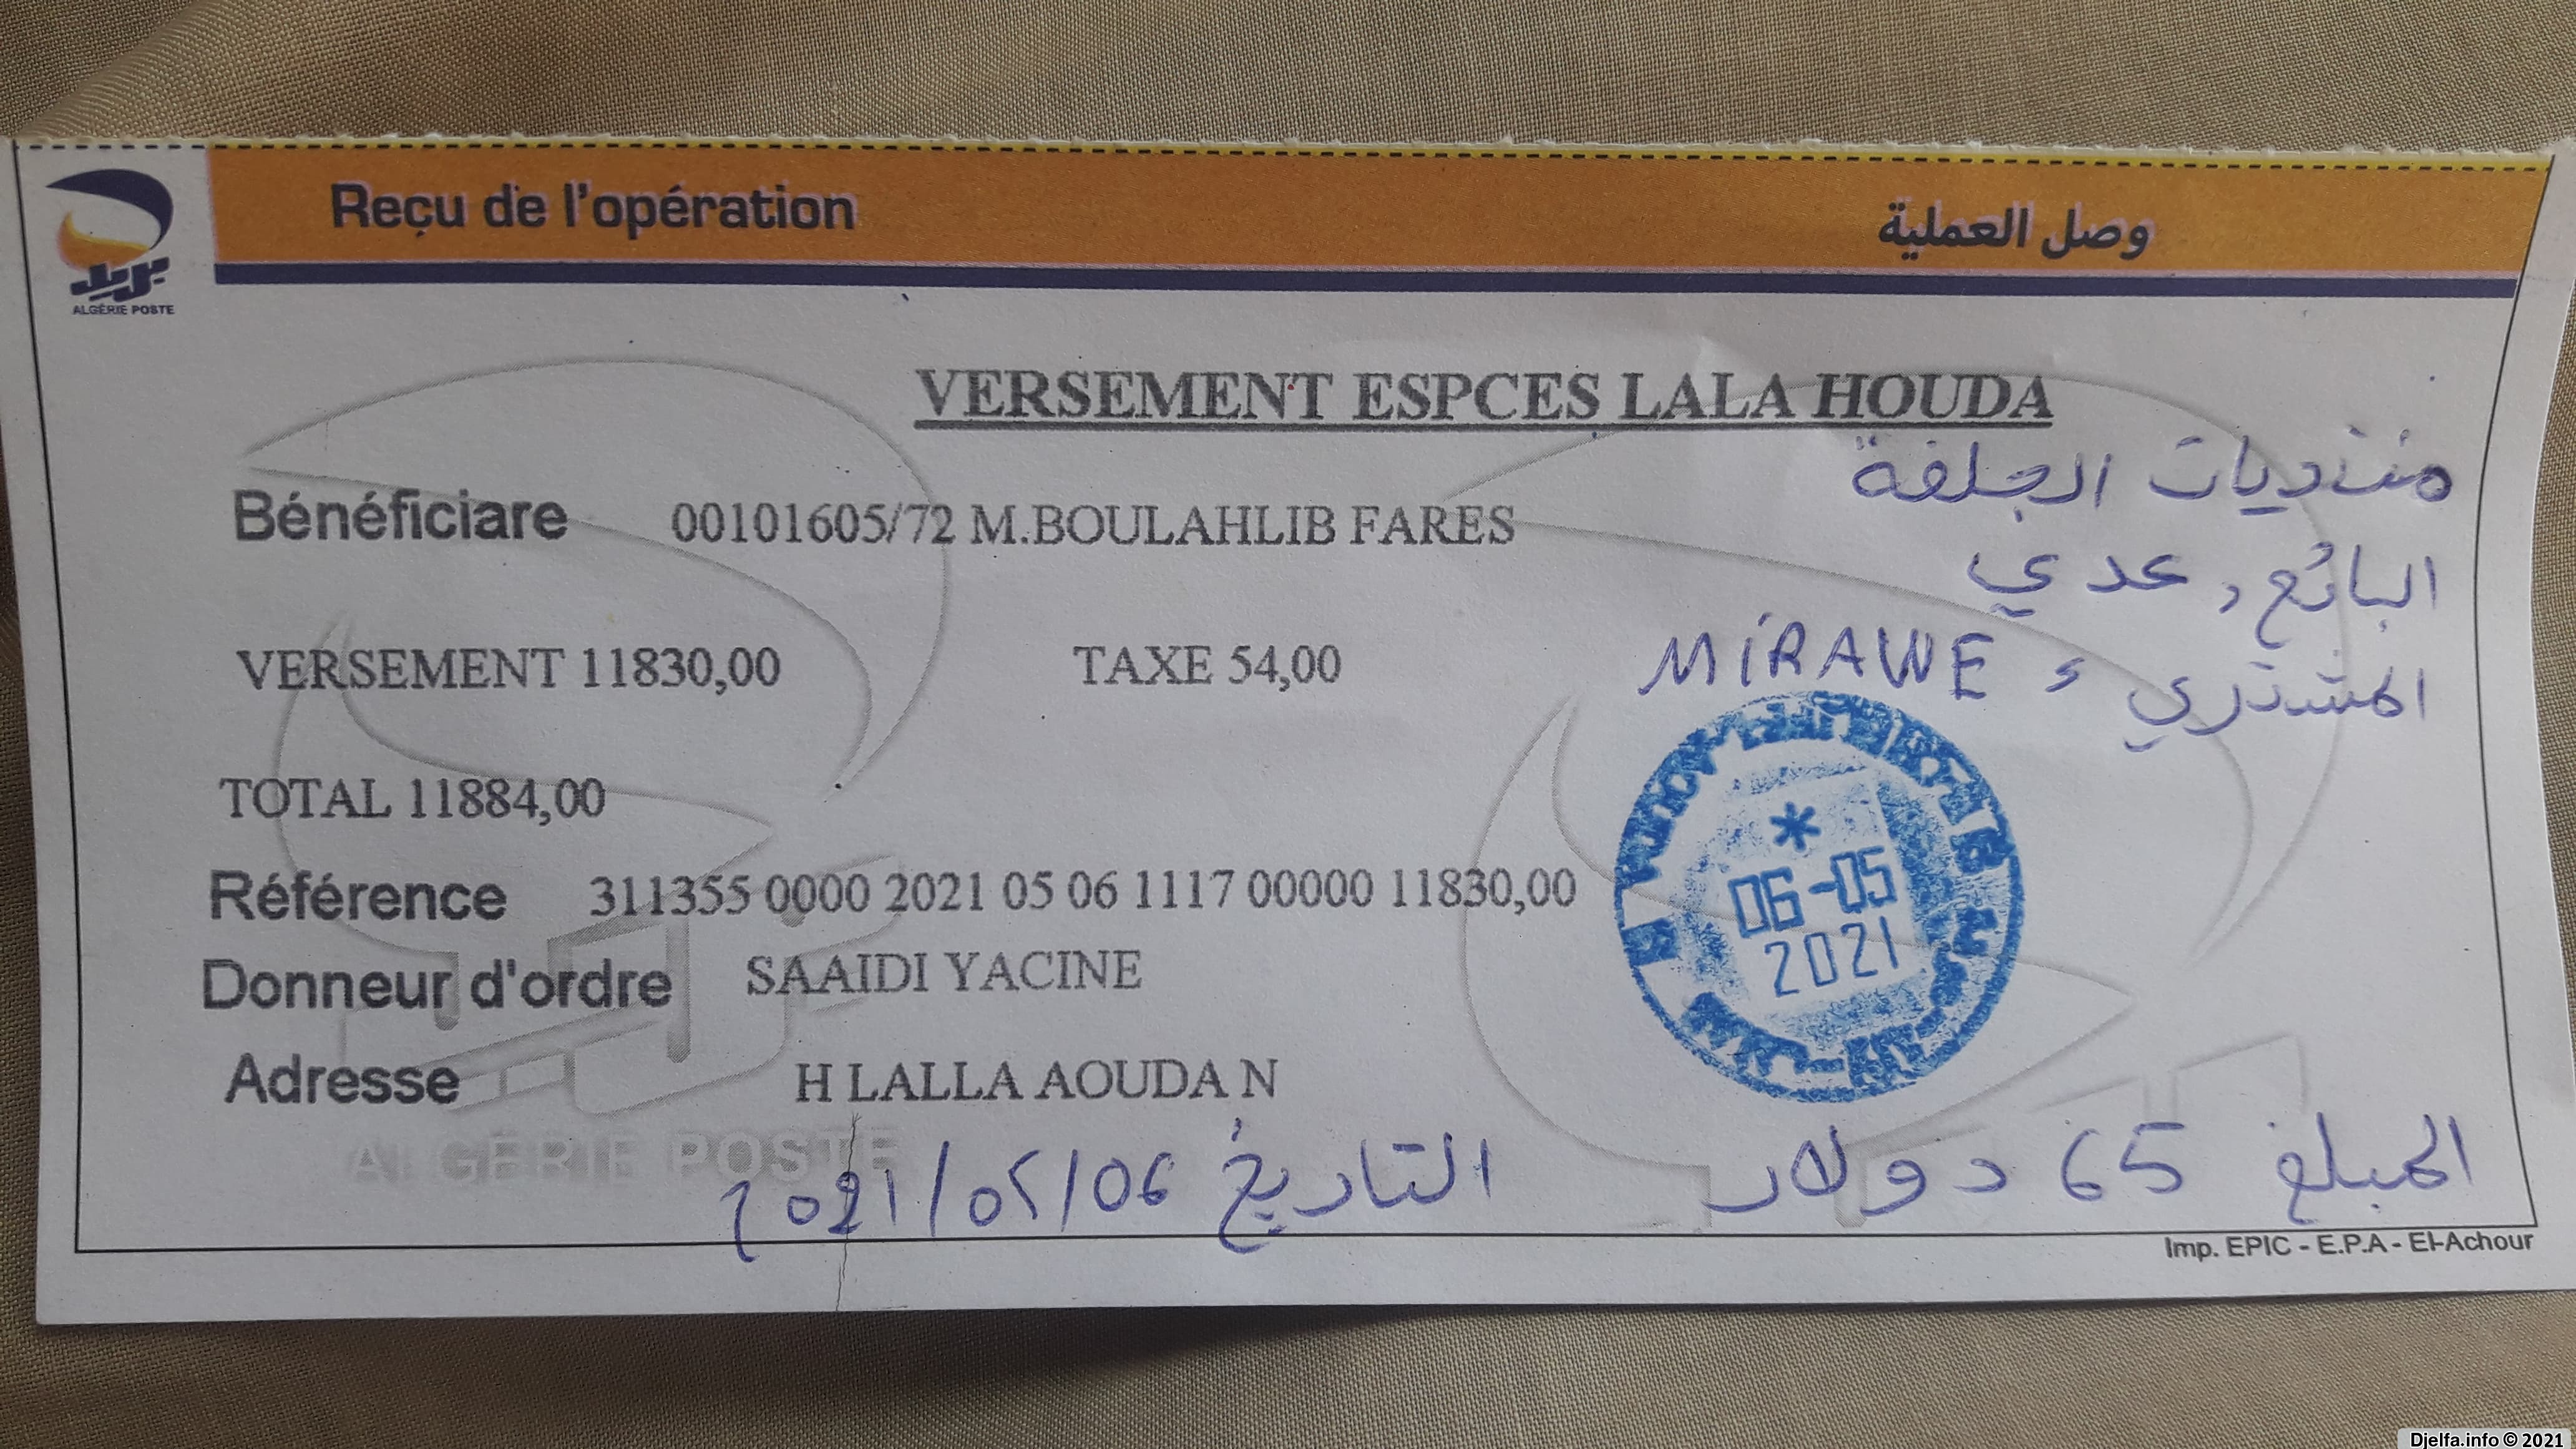 Reçu de l'opération
وصل العملية
بريد
ALGÉRIE POSTE
VERSEMENT ESPCES LALA HOUDA
منتديات الجلفة
Bénéficiare 00101605/72 M.BOULAHLIB FARES
البائع، عدي
VERSEMENT 11830,00 TAXE 54,00
المشتري، MiRAWE
TOTAL 11884,00
Référence 311355 0000 2021 05 06 1117 00000 11830,00
*
06-05
2021
Donneur d'ordre SAAIDI YACINE
Adresse H LALLA AOUDA N
ALGÉRIE POSTE
المبلغ 65 دولار
التاريخ 06/05/2021
Imp. EPIC - E.P.A - El-Achour
Djelfa.info © 2021